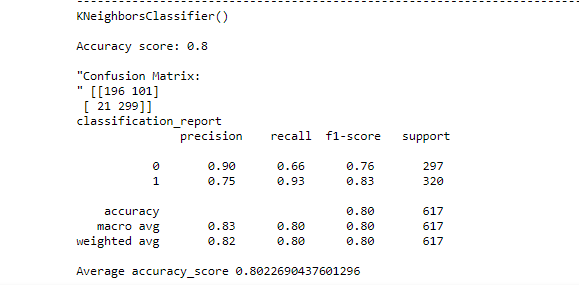 --------------------------------------------------------------------------------
KNeighborsClassifier()
Accuracy score: 0.8
"Confusion Matrix:
" [[196 101]
[ 21 299]]
classification_report
precision recall f1-score support
0 0.90 0.66 0.76 297
1 0.75 0.93 0.83 320
accuracy 0.80 617
macro avg 0.83 0.80 0.80 617
weighted avg 0.82 0.80 0.80 617
Average accuracy_score 0.8022690437601296